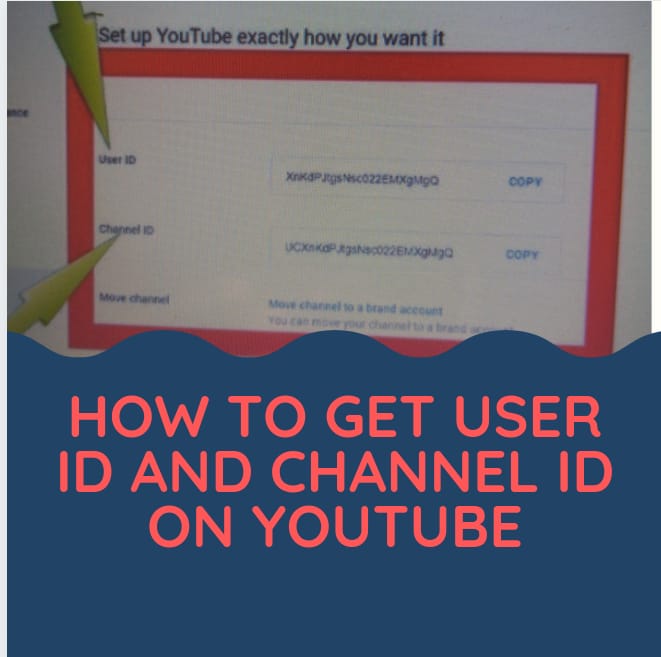 Set up YouTube exactly how you want it
ence
User ID
XnKdPJtgsNsc022EMXgMgQ COPY
Channel ID
UCXnKdPJtgsNsc022EMXgMgQ COPY
Move channel Move channel to a brand account
You can move your channel to a brand account
HOW TO GET USER
ID AND CHANNEL ID
ON YOUTUBE